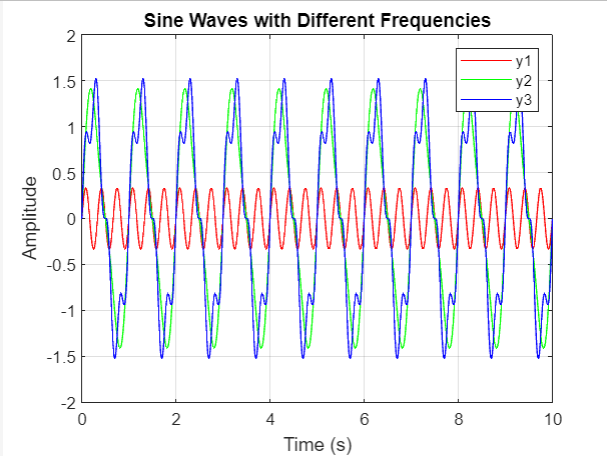 Sine Waves with Different Frequencies
2
1.5
1
0.5
0
-0.5
-1
-1.5
-2
Amplitude
y1
y2
y3
0 2 4 6 8 10
Time (s)